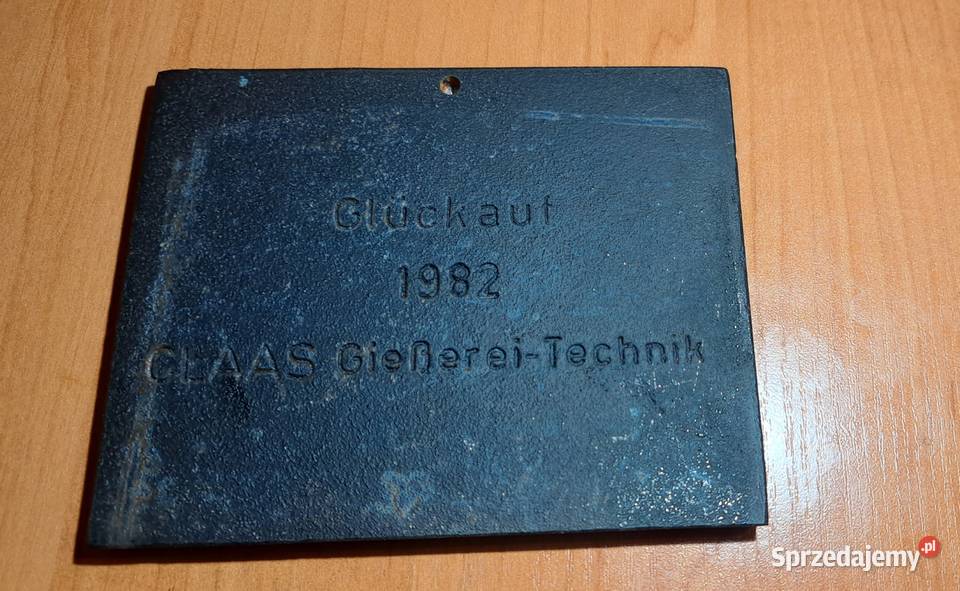 Glückauf
1982
CLAAS Gießerei-Technik
Sprzedajemy.pl